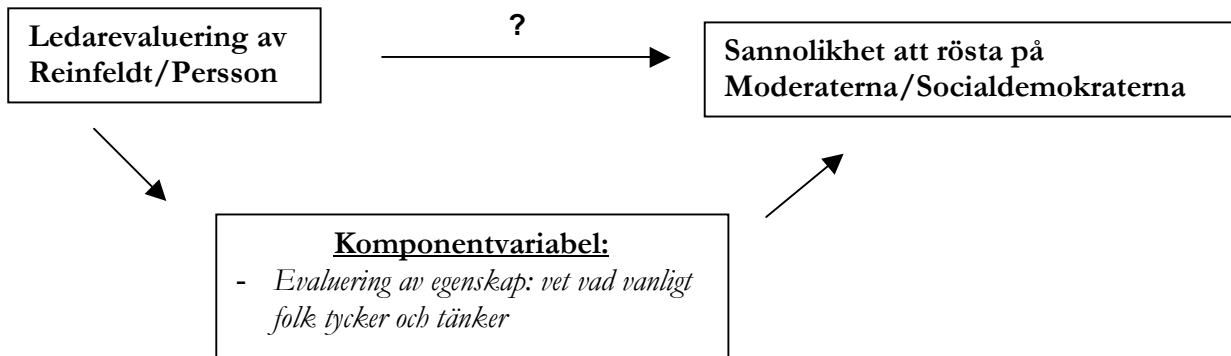 ?
Ledarevaluering av
Reinfeldt/Persson
Sannolikhet att rösta på
Moderaterna/Socialdemokraterna
Komponentvariabel:
- Evaluering av egenskap: vet vad vanligt
folk tycker och tänker